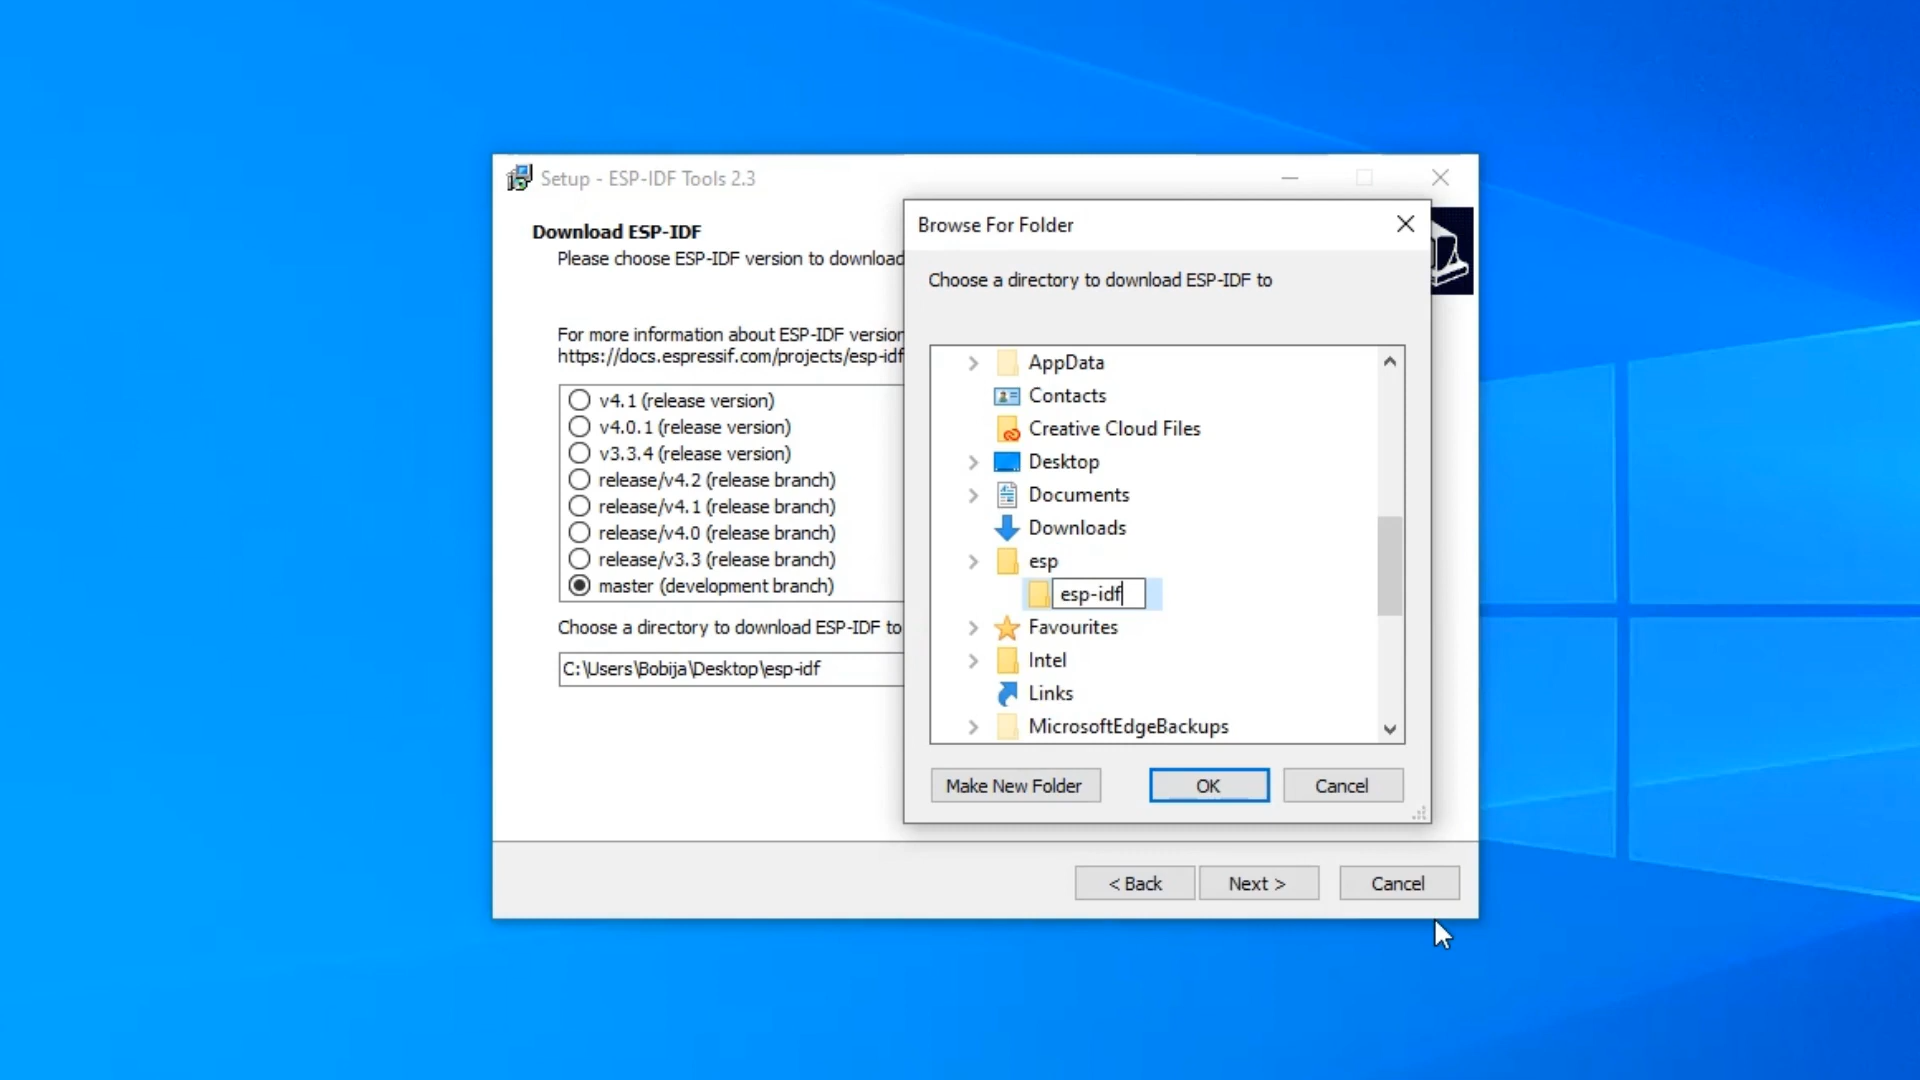 Setup - ESP-IDF Tools 2.3
Download ESP-IDF
Please choose ESP-IDF version to download
For more information about ESP-IDF version
https://docs.espressif.com/projects/esp-idf
v4.1 (release version)
v4.0.1 (release version)
v3.3.4 (release version)
release/v4.2 (release branch)
release/v4.1 (release branch)
release/v4.0 (release branch)
release/v3.3 (release branch)
master (development branch)
Choose a directory to download ESP-IDF to
C:\Users\Bobija\Desktop\esp-idf
Browse For Folder
Choose a directory to download ESP-IDF to
AppData
Contacts
Creative Cloud Files
Desktop
Documents
Downloads
esp
esp-idf
Favourites
Intel
Links
MicrosoftEdgeBackups
Make New Folder
OK
Cancel
< Back
Next >
Cancel